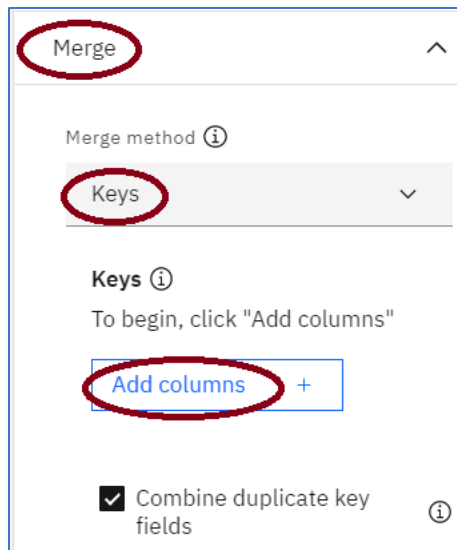 Merge
Merge method
Keys
Keys
To begin, click "Add columns"
Add columns +
Combine duplicate key
fields